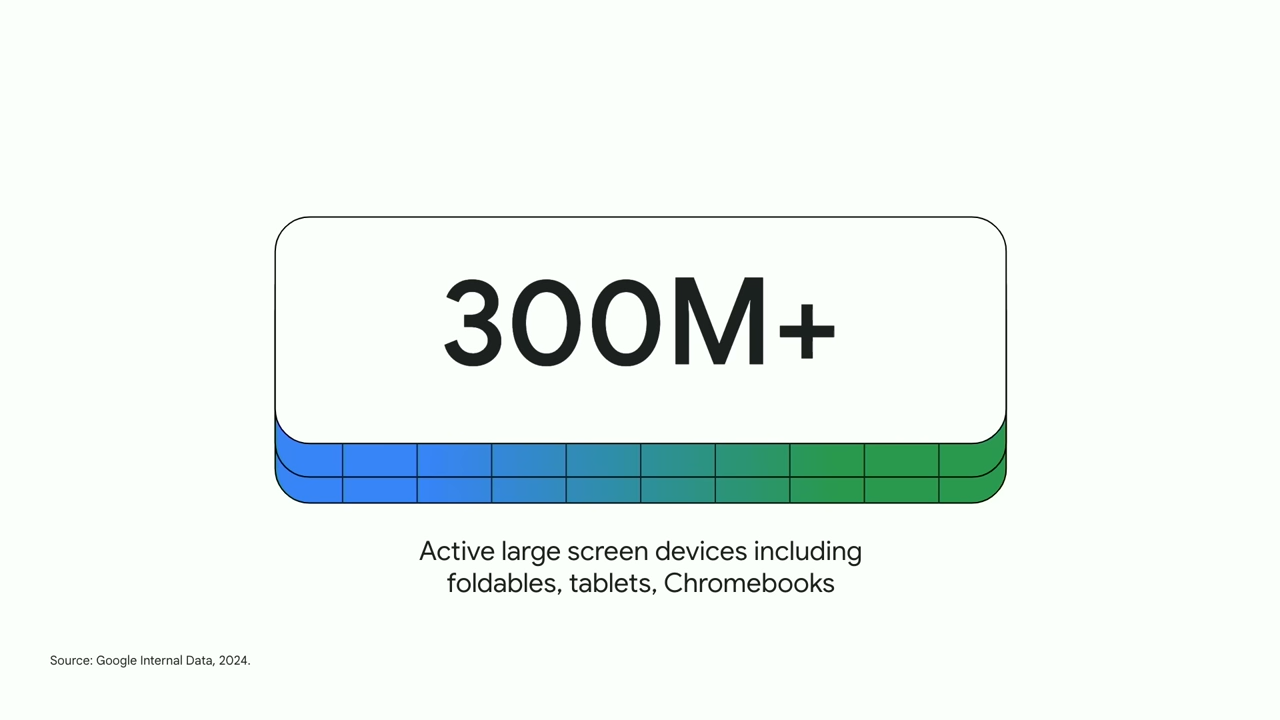 300M+
Active large screen devices including
foldables, tablets, Chromebooks
Source: Google Internal Data, 2024.